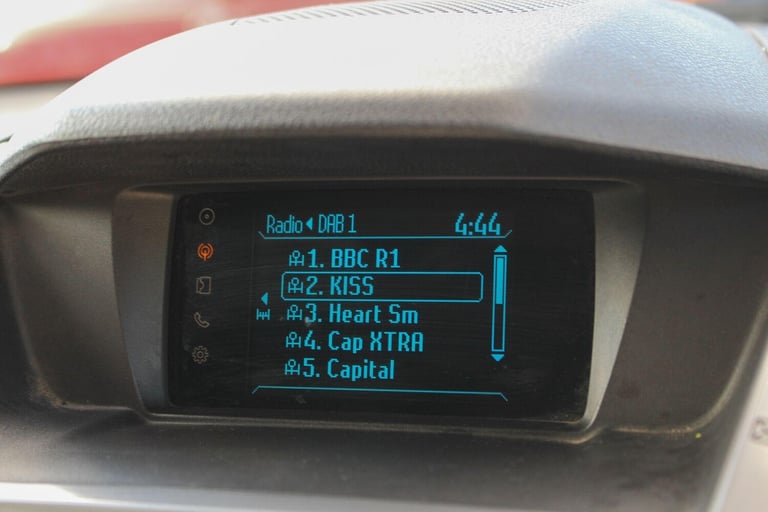 Radio DAB 1 4:44
1. BBC R1
2. KISS
3. Heart Sm
4. Cap XTRA
5. Capital